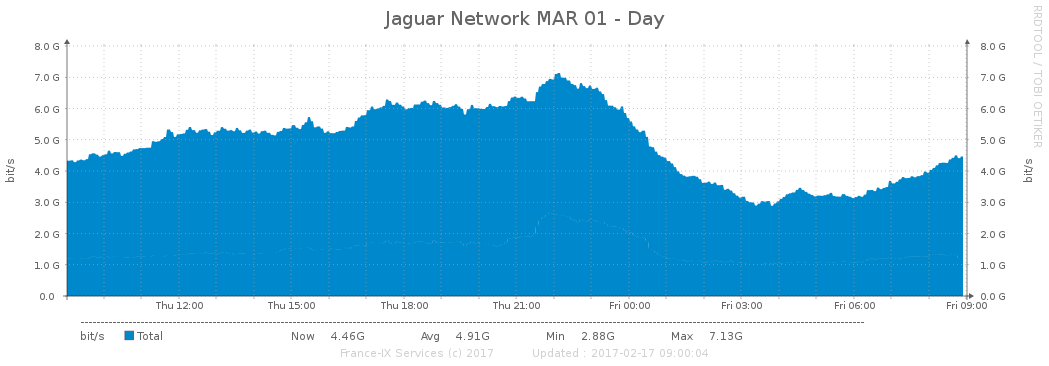 Jaguar Network MAR 01 - Day
RRDTOOL / TOBI OETIKER
8.0 G 8.0 G
7.0 G 7.0 G
6.0 G 6.0 G
5.0 G 5.0 G
4.0 G 4.0 G
3.0 G 3.0 G
2.0 G 2.0 G
1.0 G 1.0 G
0.0 0.0 G
bit/s
bit/s
Thu 12:00 Thu 15:00 Thu 18:00 Thu 21:00 Fri 00:00 Fri 03:00 Fri 06:00 Fri 09:00
bit/s Total Now 4.46G Avg 4.91G Min 2.88G Max 7.13G
France-IX Services (c) 2017 Updated : 2017-02-17 09:00:04